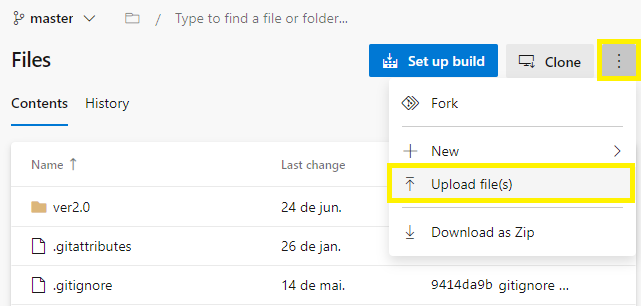 master
/ Type to find a file or folder...
Files
Set up build
Clone
Contents
History
Fork
New
Upload file(s)
Download as Zip
Name ↑
Last change
ver2.0
24 de jun.
.gitattributes
26 de jan.
.gitignore
14 de mai.
9414da9b gitignore ...